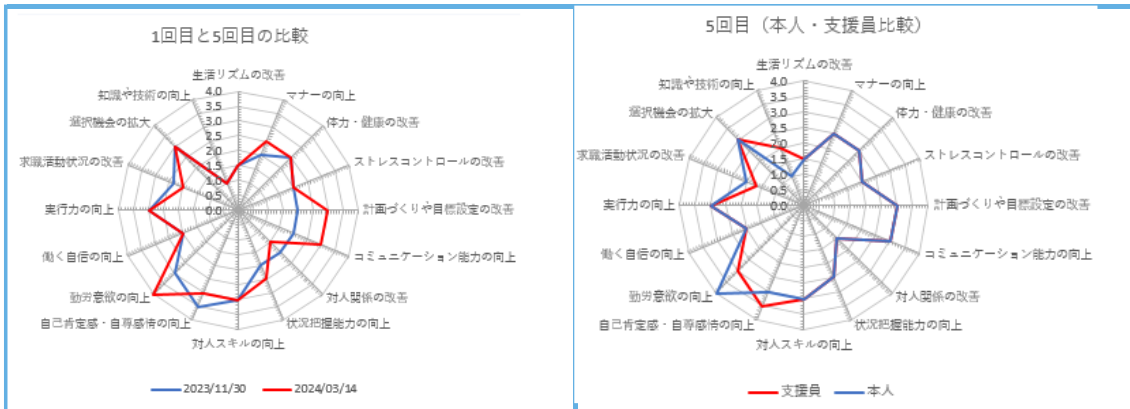 1回目と5回目の比較
生活リズムの改善
マナーの向上
体力・健康の改善
ストレスコントロールの改善
計画づくりや目標設定の改善
コミュニケーション能力の向上
対人関係の改善
状況把握能力の向上
対人スキルの向上
自己肯定感・自尊感情の向上
勤労意欲の向上
働く自信の向上
実行力の向上
求職活動状況の改善
選択機会の拡大
知識や技術の向上
4.0
3.5
3.0
2.5
2.0
1.5
1.0
0.5
0.0
2023/11/30
2024/03/14
5回目（本人・支援員比較）
生活リズムの改善
マナーの向上
体力・健康の改善
ストレスコントロールの改善
計画づくりや目標設定の改善
コミュニケーション能力の向上
対人関係の改善
状況把握能力の向上
対人スキルの向上
自己肯定感・自尊感情の向上
勤労意欲の向上
働く自信の向上
実行力の向上
求職活動状況の改善
選択機会の拡大
知識や技術の向上
4.0
3.5
3.0
2.5
2.0
1.5
1.0
0.5
0.0
支援員
本人